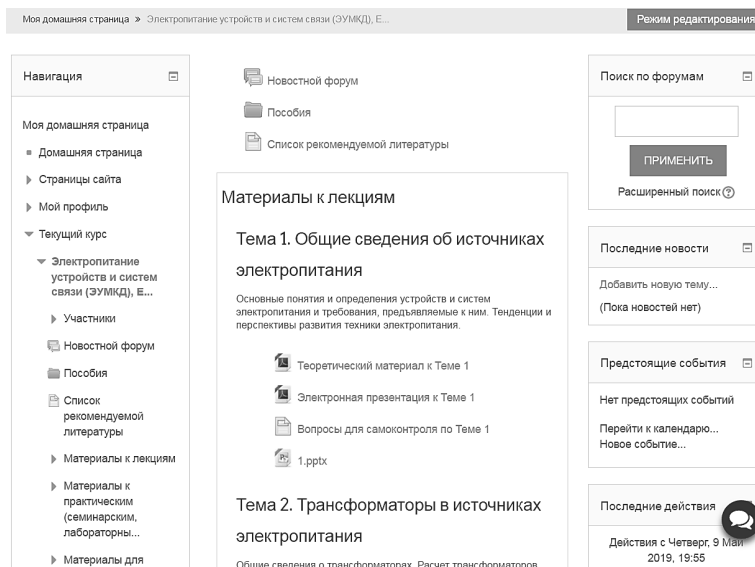 Моя домашняя страница » Электропитание устройств и систем связи (ЭУМКД), Е...
Режим редактирования
Навигация
Моя домашняя страница
Домашняя страница
Страницы сайта
Мой профиль
Текущий курс
Электропитание
устройств и систем
связи (ЭУМКД), Е...
Участники
Новостной форум
Пособия
Список
рекомендуемой
литературы
Материалы к лекциям
Материалы к
практическим
(семинарским,
лабораторны...
Материалы для
Новостной форум
Пособия
Список рекомендуемой литературы
Материалы к лекциям
Тема 1. Общие сведения об источниках
электропитания
Основные понятия и определения устройств и систем
электропитания и требования, предъявляемые к ним. Тенденции и
перспективы развития техники электропитания.
Теоретический материал к Теме 1
Электронная презентация к Теме 1
Вопросы для самоконтроля по Теме 1
1.pptx
Тема 2. Трансформаторы в источниках
электропитания
Общие сведения о трансформаторах. Расчет трансформаторов
Поиск по форумам
ПРИМЕНИТЬ
Расширенный поиск
Последние новости
Добавить новую тему...
(Пока новостей нет)
Предстоящие события
Нет предстоящих событий
Перейти к календарю...
Новое событие...
Последние действия
Действия с Четверг, 9 Май
2019, 19:55